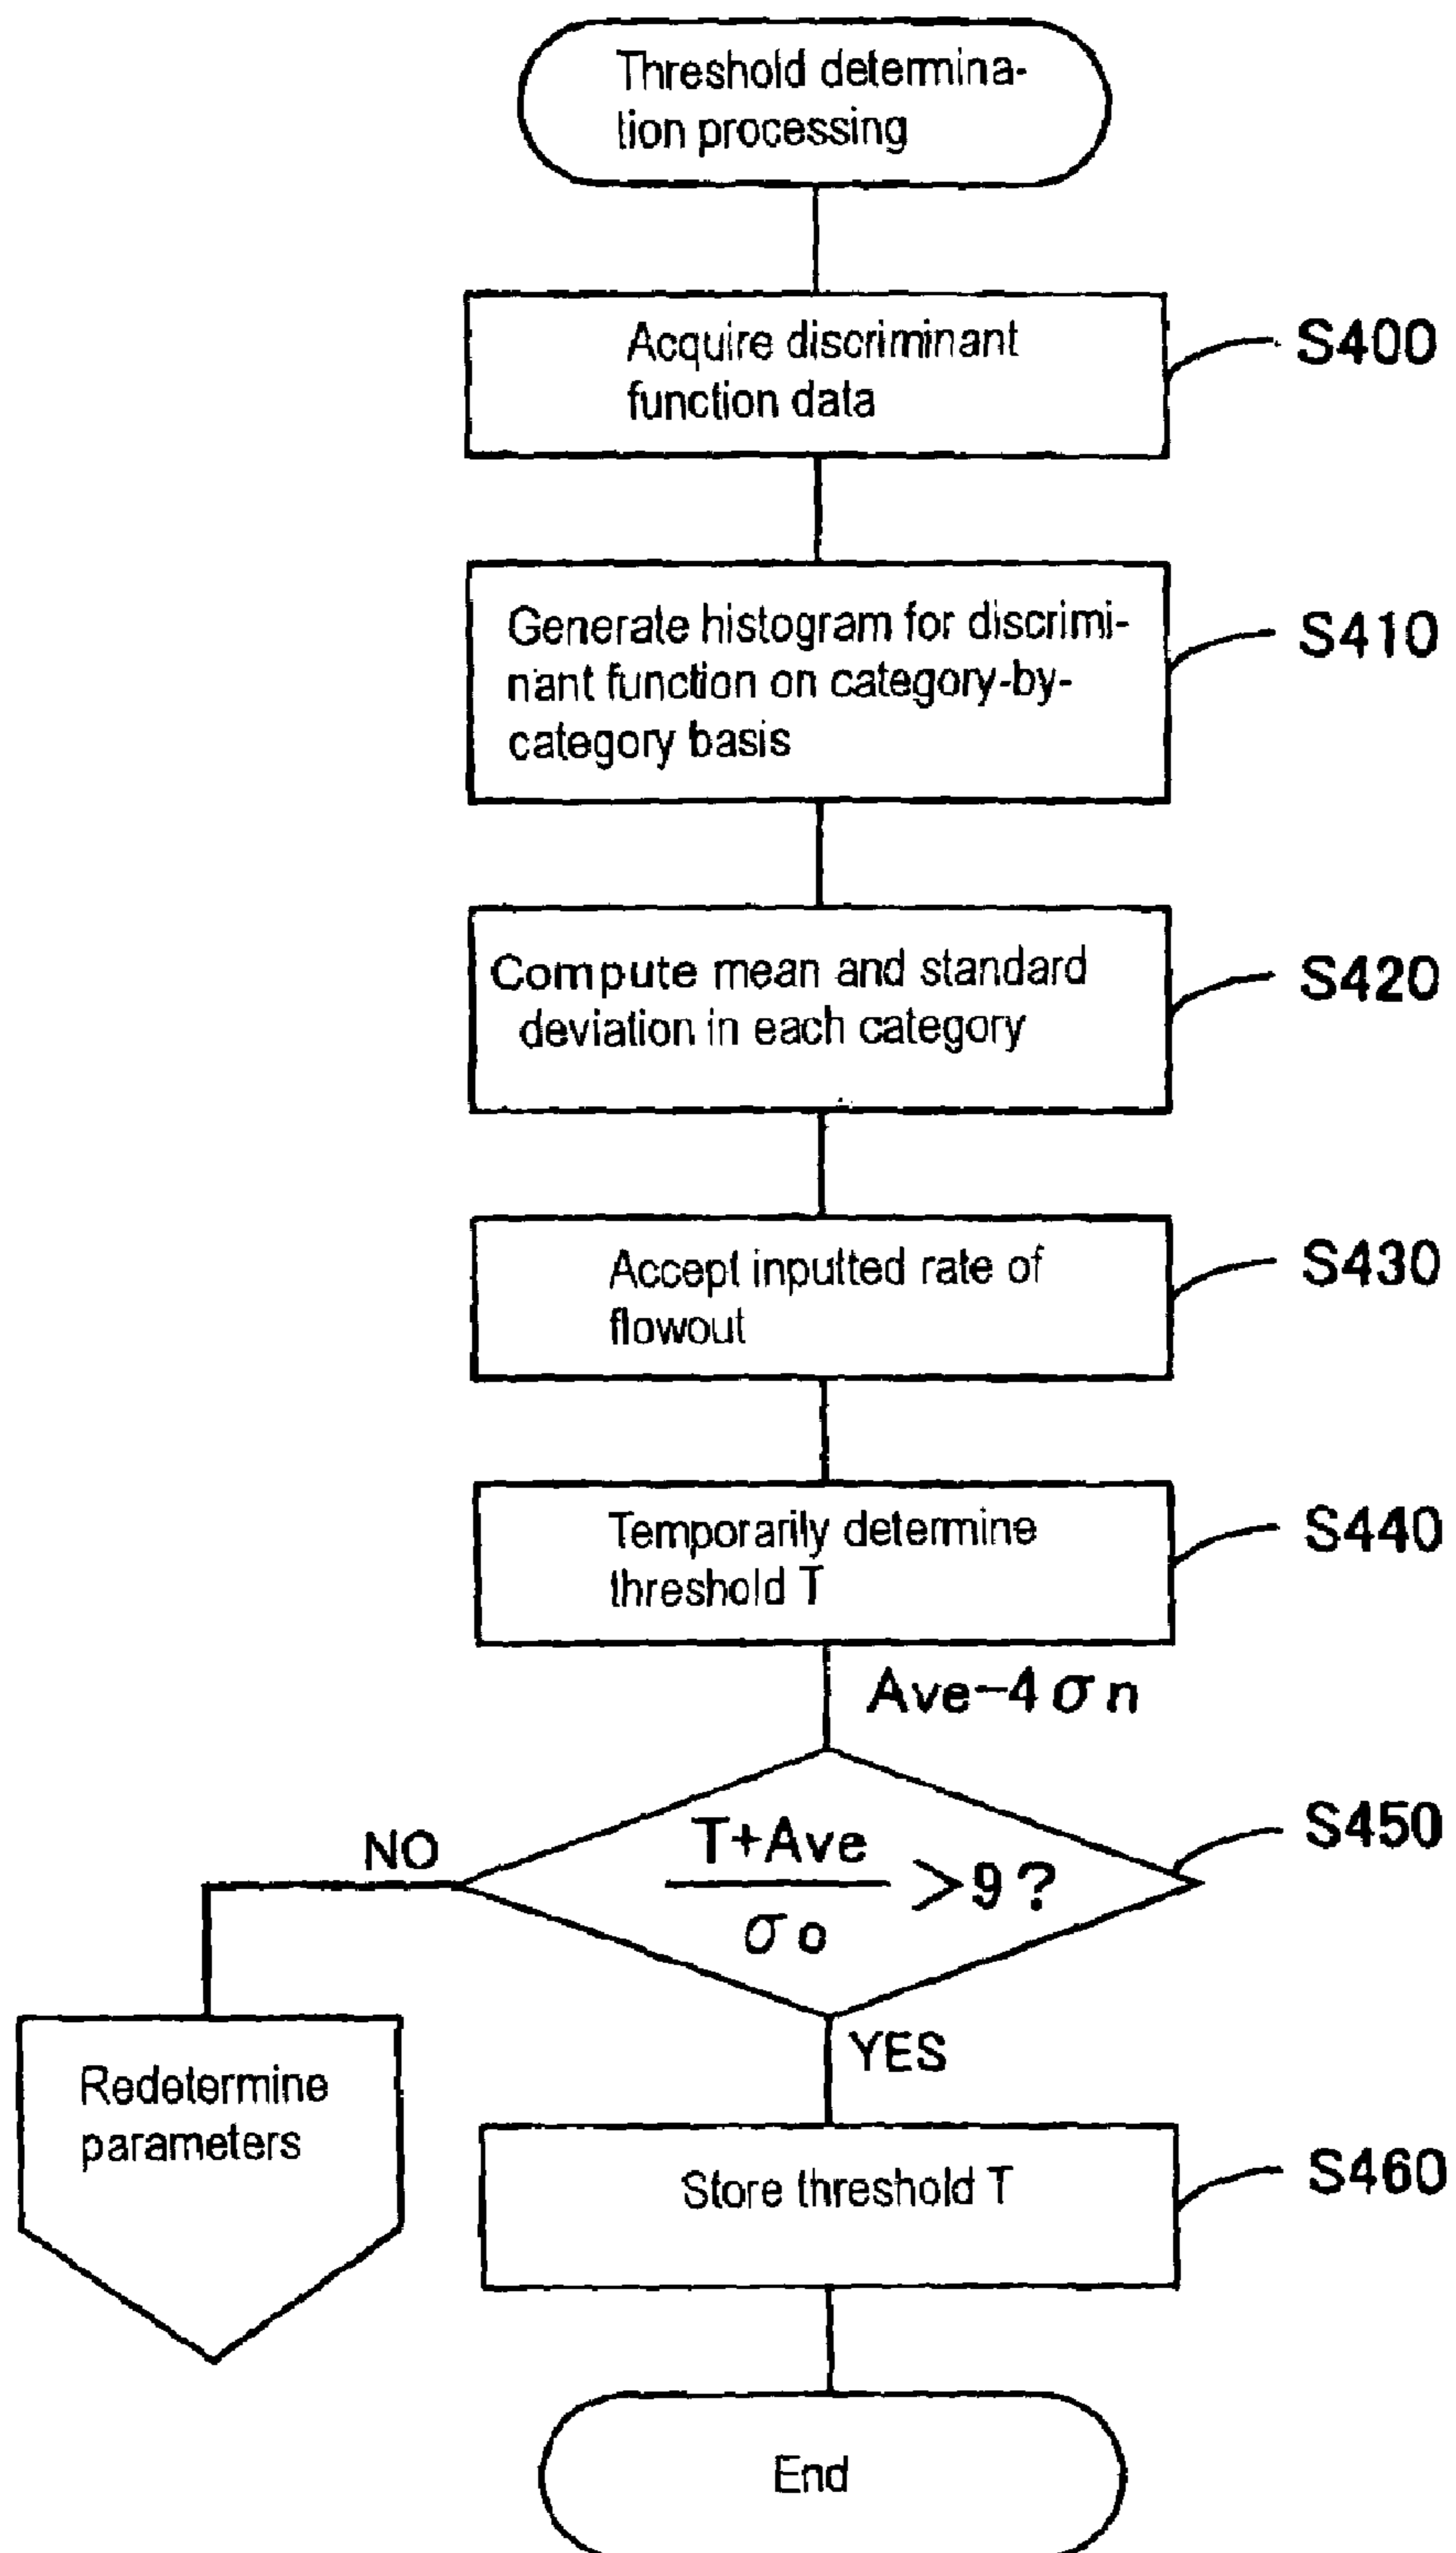 Threshold determina-
tion processing
Acquire discriminant
function data
S400
Generate histogram for discrimi-
nant function on category-by-
category basis
S410
Compute mean and standard
deviation in each category
S420
Accept inputted rate of
flowout
S430
Temporarily determine
threshold T
S440
Ave-4σn
T+Ave
σo
>9?
S450
NO
YES
Redetermine
parameters
Store threshold T
S460
End